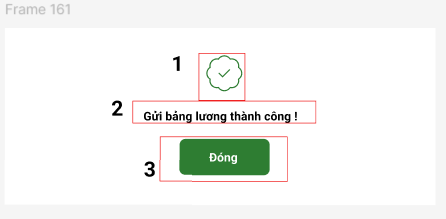 Frame 161
1
2
Gửi bảng lương thành công !
3
Đóng